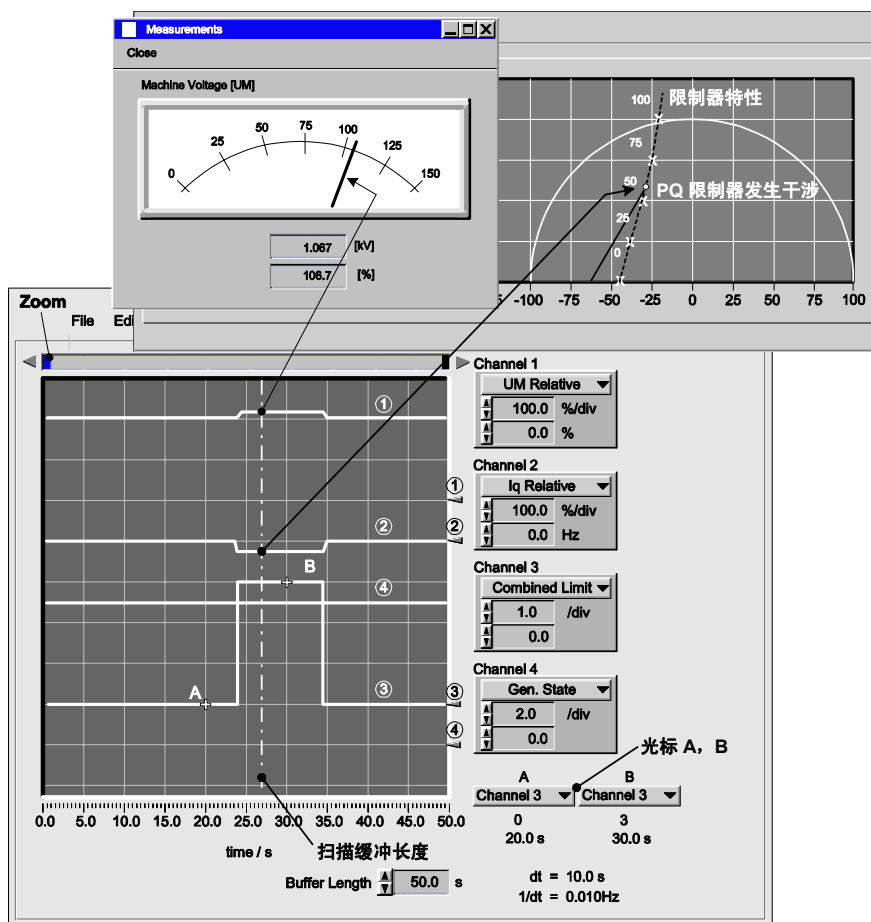 Measurements
Close
Machine Voltage [UM]
0 25 50 75 100 125 150
1.067 [kV]
106.7 [%]
100 限制器特性
75
50 PQ 限制器发生干涉
25
0
-100 -75 -50 -25 0 25 50 75 100
Zoom
File Edi
Channel 1
UM Relative
100.0 %/div
0.0 %
Channel 2
Iq Relative
100.0 %/div
0.0 Hz
Channel 3
Combined Limit
1.0 /div
0.0
Channel 4
Gen. State
2.0 /div
0.0
①
②
B
④
A
③
①
②
③
④
光标 A，B
A B
Channel 3 Channel 3
0 3
20.0 s 30.0 s
0.0 5.0 10.0 15.0 20.0 25.0 30.0 35.0 40.0 45.0 50.0
time / s
扫描缓冲长度
Buffer Length 50.0 s
dt = 10.0 s
1/dt = 0.010Hz